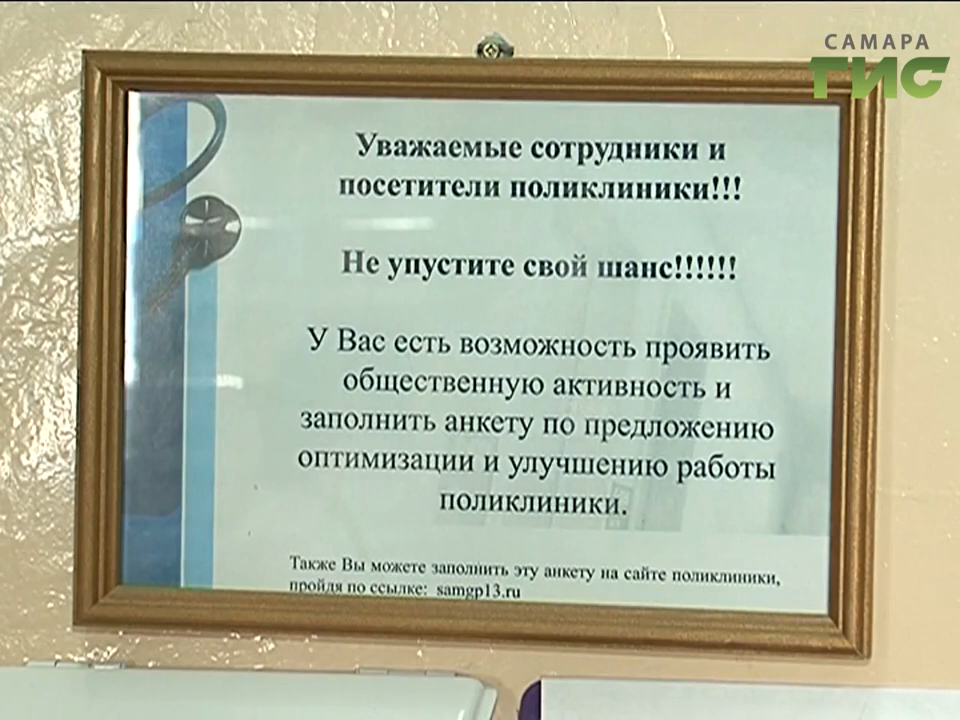 САМАРА
ГИС
Уважаемые сотрудники и
посетители поликлиники!!!
Не упустите свой шанс!!!!!!
У Вас есть возможность проявить
общественную активность и
заполнить анкету по предложению
оптимизации и улучшению работы
поликлиники.
Также Вы можете заполнить эту анкету на сайте поликлиники,
пройдя по ссылке: samgp13.ru